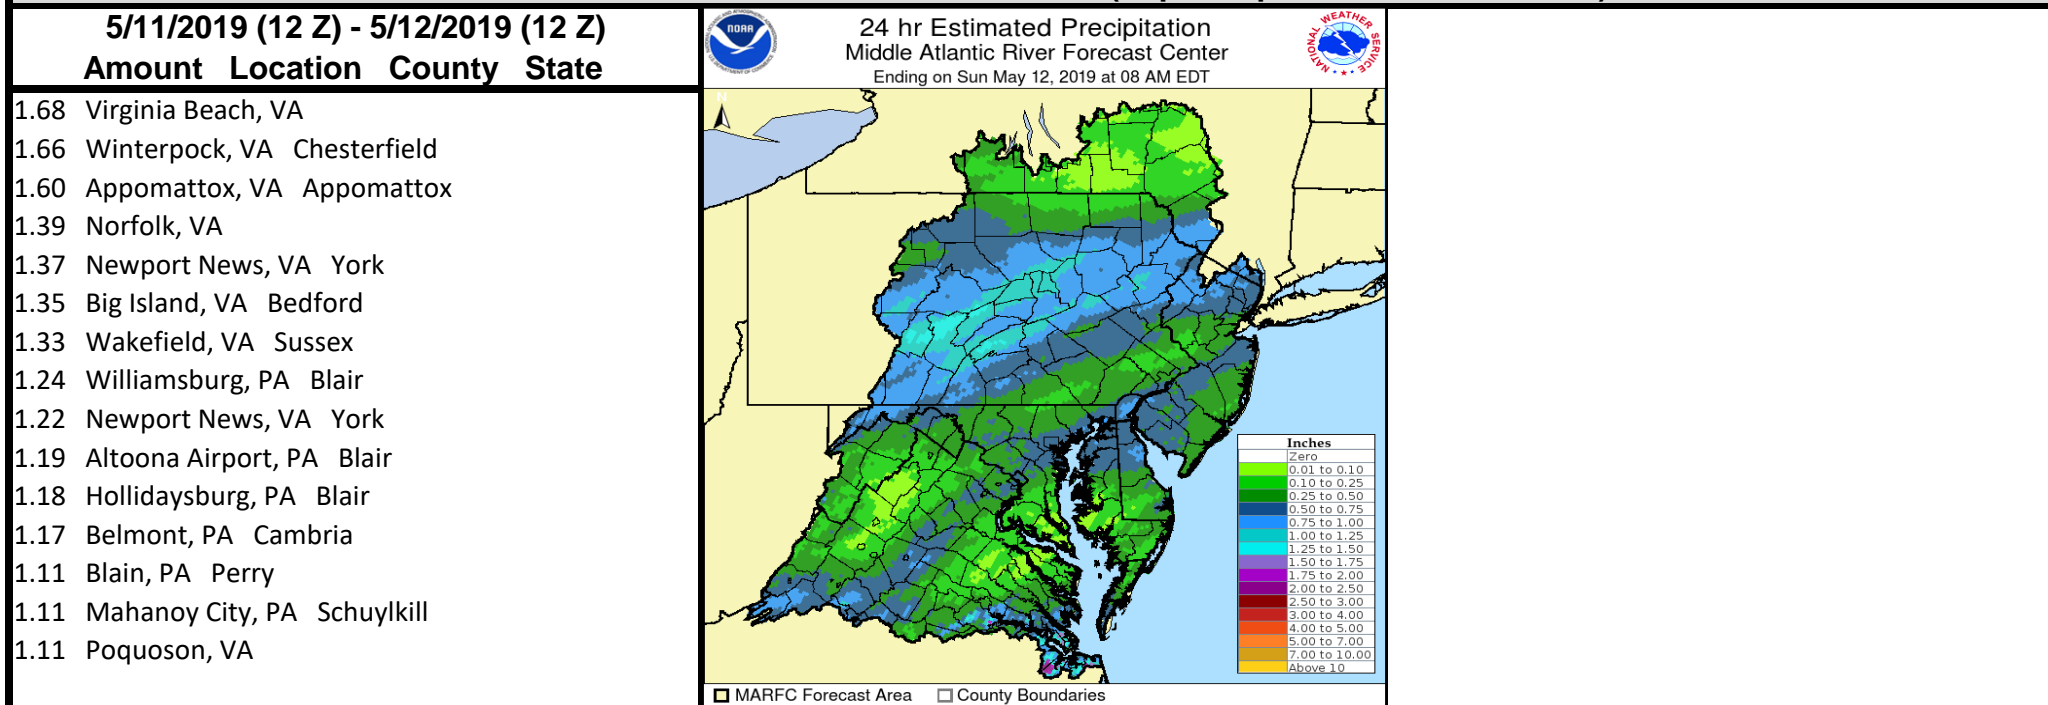 5/11/2019 (12 Z) - 5/12/2019 (12 Z)
Amount Location County State
1.68 Virginia Beach, VA
1.66 Winterpock, VA Chesterfield
1.60 Appomattox, VA Appomattox
1.39 Norfolk, VA
1.37 Newport News, VA York
1.35 Big Island, VA Bedford
1.33 Wakefield, VA Sussex
1.24 Williamsburg, PA Blair
1.22 Newport News, VA York
1.19 Altoona Airport, PA Blair
1.18 Hollidaysburg, PA Blair
1.17 Belmont, PA Cambria
1.11 Blain, PA Perry
1.11 Mahanoy City, PA Schuylkill
1.11 Poquoson, VA
NOAA
24 hr Estimated Precipitation
Middle Atlantic River Forecast Center
Ending on Sun May 12, 2019 at 08 AM EDT
NATIONAL WEATHER SERVICE
N
Inches
Zero
0.01 to 0.10
0.10 to 0.25
0.25 to 0.50
0.50 to 0.75
0.75 to 1.00
1.00 to 1.25
1.25 to 1.50
1.50 to 1.75
1.75 to 2.00
2.00 to 2.50
2.50 to 3.00
3.00 to 4.00
4.00 to 5.00
5.00 to 7.00
7.00 to 10.00
Above 10
MARFC Forecast Area
County Boundaries